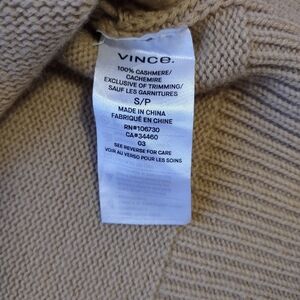 VINCE.
100% CASHMERE/
CACHEMIRE
EXCLUSIVE OF TRIMMING/
SAUF LES GARNITURES
S/P
MADE IN CHINA
FABRIQUÉ EN CHINE
RN#106730
CA#34460
03
SEE REVERSE FOR CARE
VOIR AU VERSO POUR LES SOINS